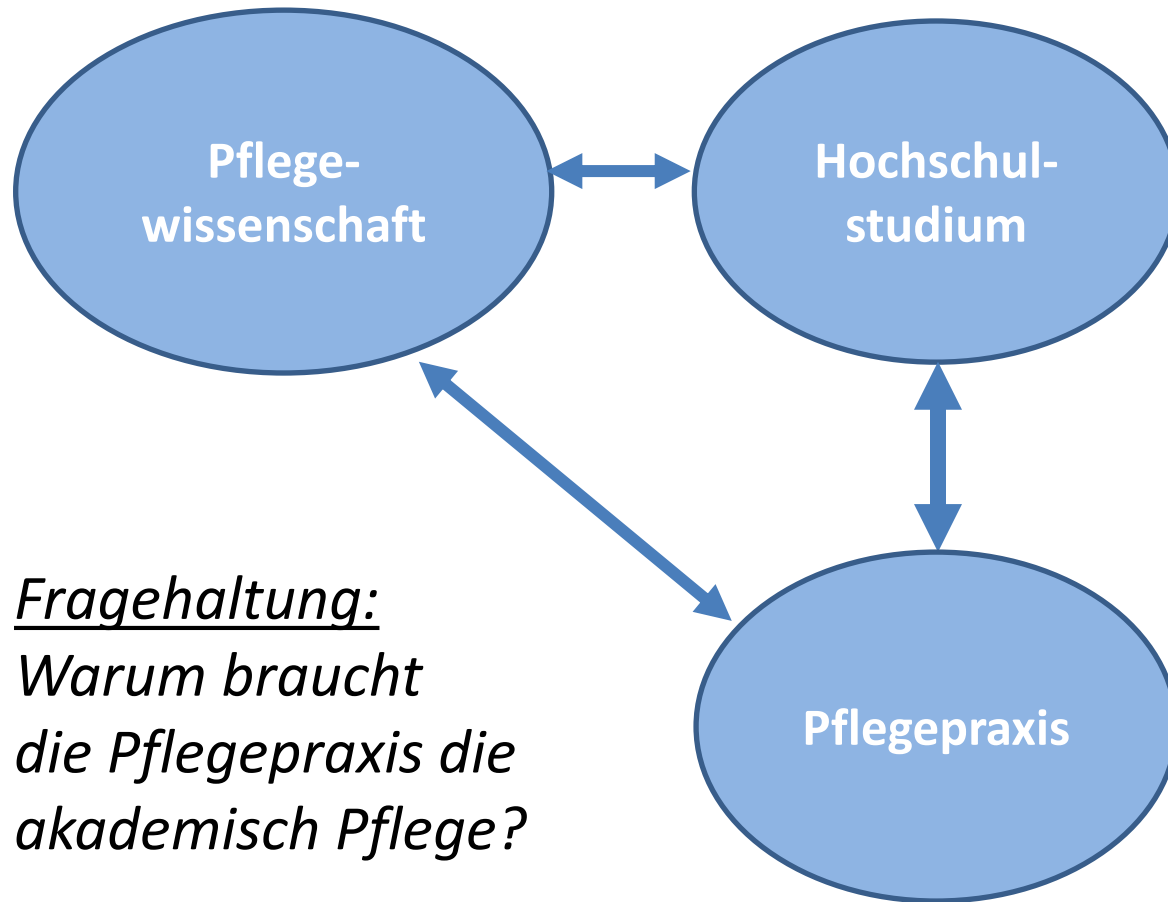 Pflege-
wissenschaft
Hochschul-
studium
Fragehaltung:
Warum braucht
die Pflegepraxis die
akademisch Pflege?
Pflegepraxis